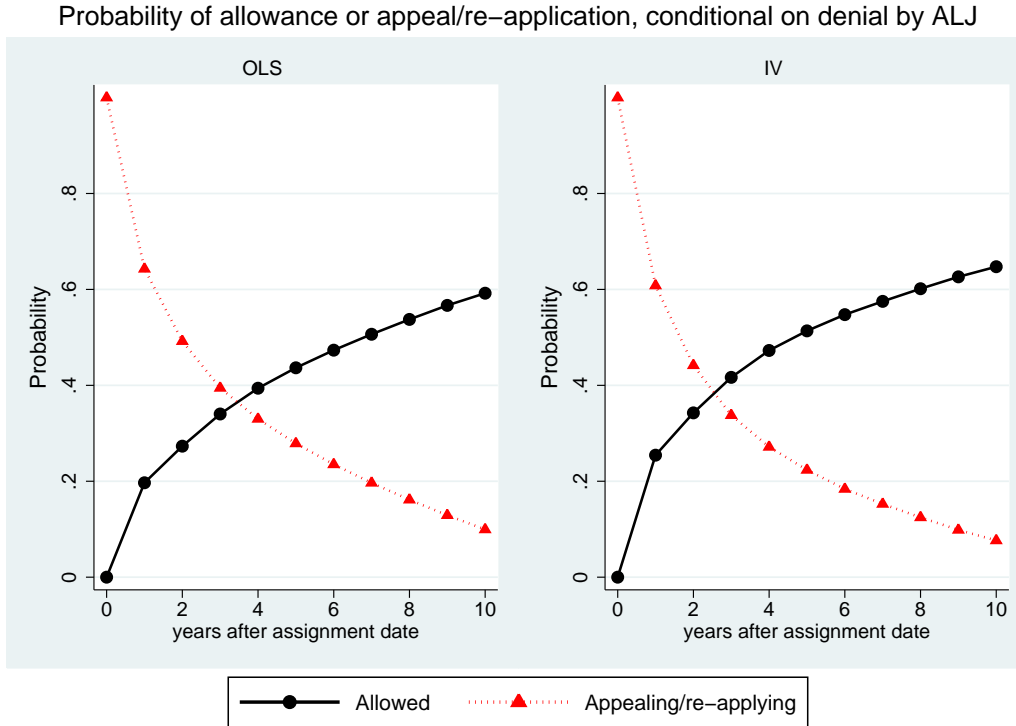 Probability of allowance or appeal/re−application, conditional on denial by ALJ
OLS
Probability
.8
.6
.4
.2
0
0 2 4 6 8 10
years after assignment date
IV
Probability
.8
.6
.4
.2
0
0 2 4 6 8 10
years after assignment date
Allowed Appealing/re−applying